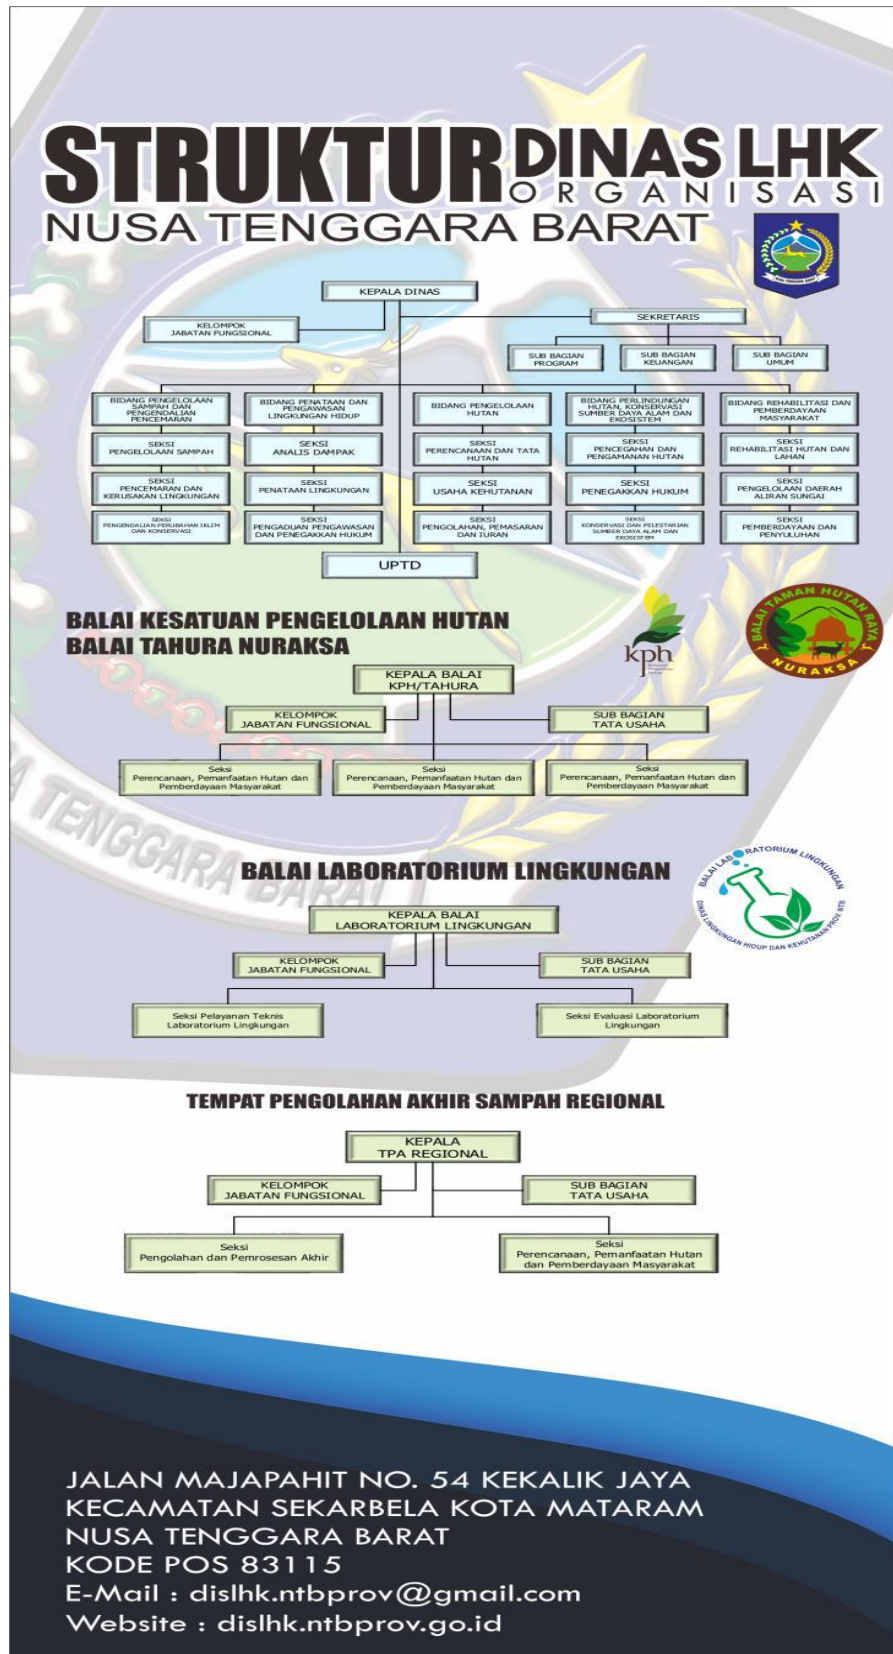 STRUKTUR DINAS LHK
ORGANISASI
NUSA TENGGARA BARAT
KEPALA DINAS
KELOMPOK
JABATAN FUNGSIONAL
SEKRETARIS
SUB BAGIAN
PROGRAM
SUB BAGIAN
KEUANGAN
SUB BAGIAN
UMUM
BIDANG PENGELOLAAN
SAMPAH DAN
PENGENDALIAN
PENCEMARAN
BIDANG PENATAAN DAN
PENGAWASAN
LINGKUNGAN HIDUP
BIDANG PENGELOLAAN
HUTAN
BIDANG PERLINDUNGAN
HUTAN, KONSERVASI
SUMBER DAYA ALAM DAN
EKOSISTEM
BIDANG REHABILITASI DAN
PEMBERDAYAAN
MASYARAKAT
SEKSI
PENGELOLAAN SAMPAH
SEKSI
ANALIS DAMPAK
SEKSI
PERENCANAAN DAN TATA
HUTAN
SEKSI
PENCEGAHAN DAN
PENGAMANAN HUTAN
SEKSI
REHABILITASI HUTAN DAN
LAHAN
SEKSI
PENCEMARAN DAN
KERUSAKAN LINGKUNGAN
SEKSI
PENATAAN LINGKUNGAN
SEKSI
USAHA KEHUTANAN
SEKSI
PENEGAKKAN HUKUM
SEKSI
PENGELOLAAN DAERAH
ALIRAN SUNGAI
SEKSI
PENGENDALIAN PERUBAHAN IKLIM
DAN KONSERVASI
SEKSI
PENGADUAN PENGAWASAN
DAN PENEGAKKAN HUKUM
SEKSI
PENGOLAHAN, PEMASARAN
DAN IURAN
SEKSI
KONSERVASI DAN PELESTARIAN
SUMBER DAYA ALAM DAN
EKOSISTEM
SEKSI
PEMBERDAYAAN DAN
PENYULUHAN
UPTD
BALAI KESATUAN PENGELOLAAN HUTAN
BALAI TAHURA NURAKSA
kph
BALAI TAMAN HUTAN RAYA
NURAKSA
KEPALA BALAI
KPH/TAHURA
KELOMPOK
JABATAN FUNGSIONAL
SUB BAGIAN
TATA USAHA
Seksi
Perencanaan, Pemanfaatan Hutan dan
Pemberdayaan Masyarakat
Seksi
Perencanaan, Pemanfaatan Hutan dan
Pemberdayaan Masyarakat
Seksi
Perencanaan, Pemanfaatan Hutan dan
Pemberdayaan Masyarakat
TENGGARA BARAT
BALAI LABORATORIUM LINGKUNGAN
BALAI LABORATORIUM LINGKUNGAN
DINAS LINGKUNGAN HIDUP DAN KEHUTANAN PROV. NTB
KEPALA BALAI
LABORATORIUM LINGKUNGAN
KELOMPOK
JABATAN FUNGSIONAL
SUB BAGIAN
TATA USAHA
Seksi Pelayanan Teknis
Laboratorium Lingkungan
Seksi Evaluasi Laboratorium
Lingkungan
TEMPAT PENGOLAHAN AKHIR SAMPAH REGIONAL
KEPALA
TPA REGIONAL
KELOMPOK
JABATAN FUNGSIONAL
SUB BAGIAN
TATA USAHA
Seksi
Pengolahan dan Pemrosesan Akhir
Seksi
Perencanaan, Pemanfaatan Hutan
dan Pemberdayaan Masyarakat
JALAN MAJAPAHIT NO. 54 KEKALIK JAYA
KECAMATAN SEKARBELA KOTA MATARAM
NUSA TENGGARA BARAT
KODE POS 83115
E-Mail : dislhk.ntbprov@gmail.com
Website : dislhk.ntbprov.go.id